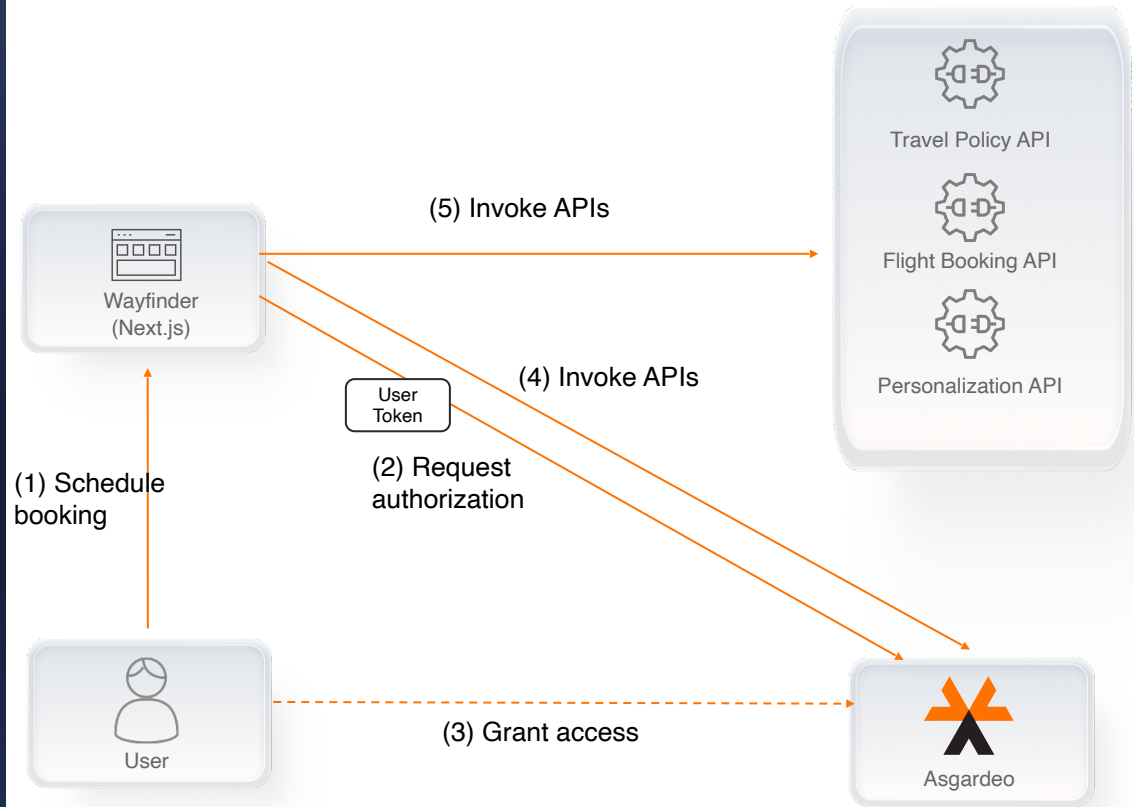 Travel Policy API
(5) Invoke APIs
Flight Booking API
Wayfinder
(Next.js)
(4) Invoke APIs
Personalization API
User
Token
(2) Request
authorization
(1) Schedule
booking
(3) Grant access
User
Asgardeo